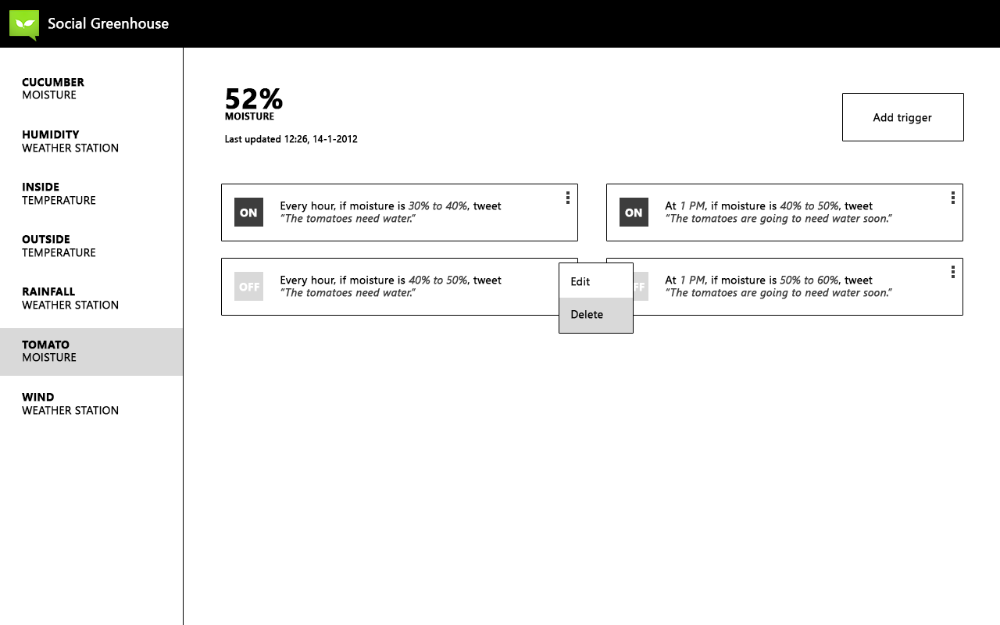 Social Greenhouse
CUCUMBER
MOISTURE
HUMIDITY
WEATHER STATION
INSIDE
TEMPERATURE
OUTSIDE
TEMPERATURE
RAINFALL
WEATHER STATION
TOMATO
MOISTURE
WIND
WEATHER STATION
52%
MOISTURE
Last updated 12:26, 14-1-2012
Add trigger
ON
Every hour, if moisture is 30% to 40%, tweet
“The tomatoes need water.”
ON
At 1 PM, if moisture is 40% to 50%, tweet
“The tomatoes are going to need water soon.”
OFF
Every hour, if moisture is 40% to 50%, tweet
“The tomatoes need water.”
Edit
Delete
FF
At 1 PM, if moisture is 50% to 60%, tweet
“The tomatoes are going to need water soon.”